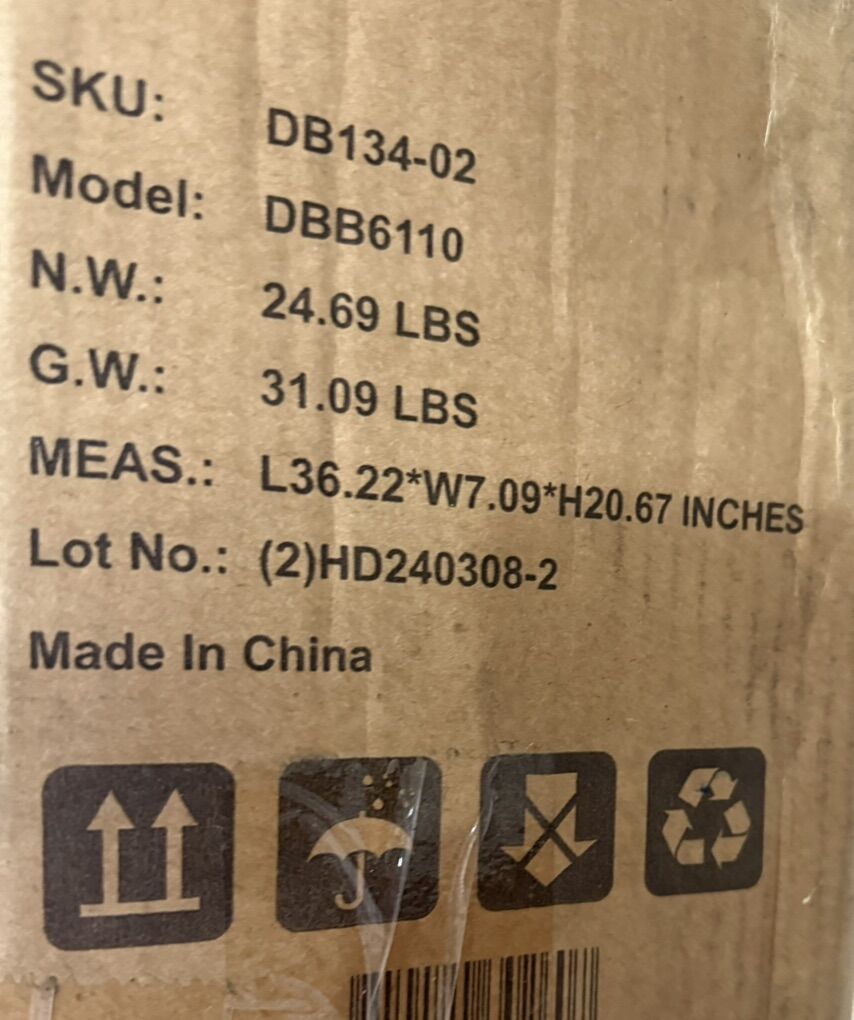 SKU: DB134-02
Model: DBB6110
N.W.: 24.69 LBS
G.W.: 31.09 LBS
MEAS.: L36.22*W7.09*H20.67 INCHES
Lot No.: (2)HD240308-2
Made In China